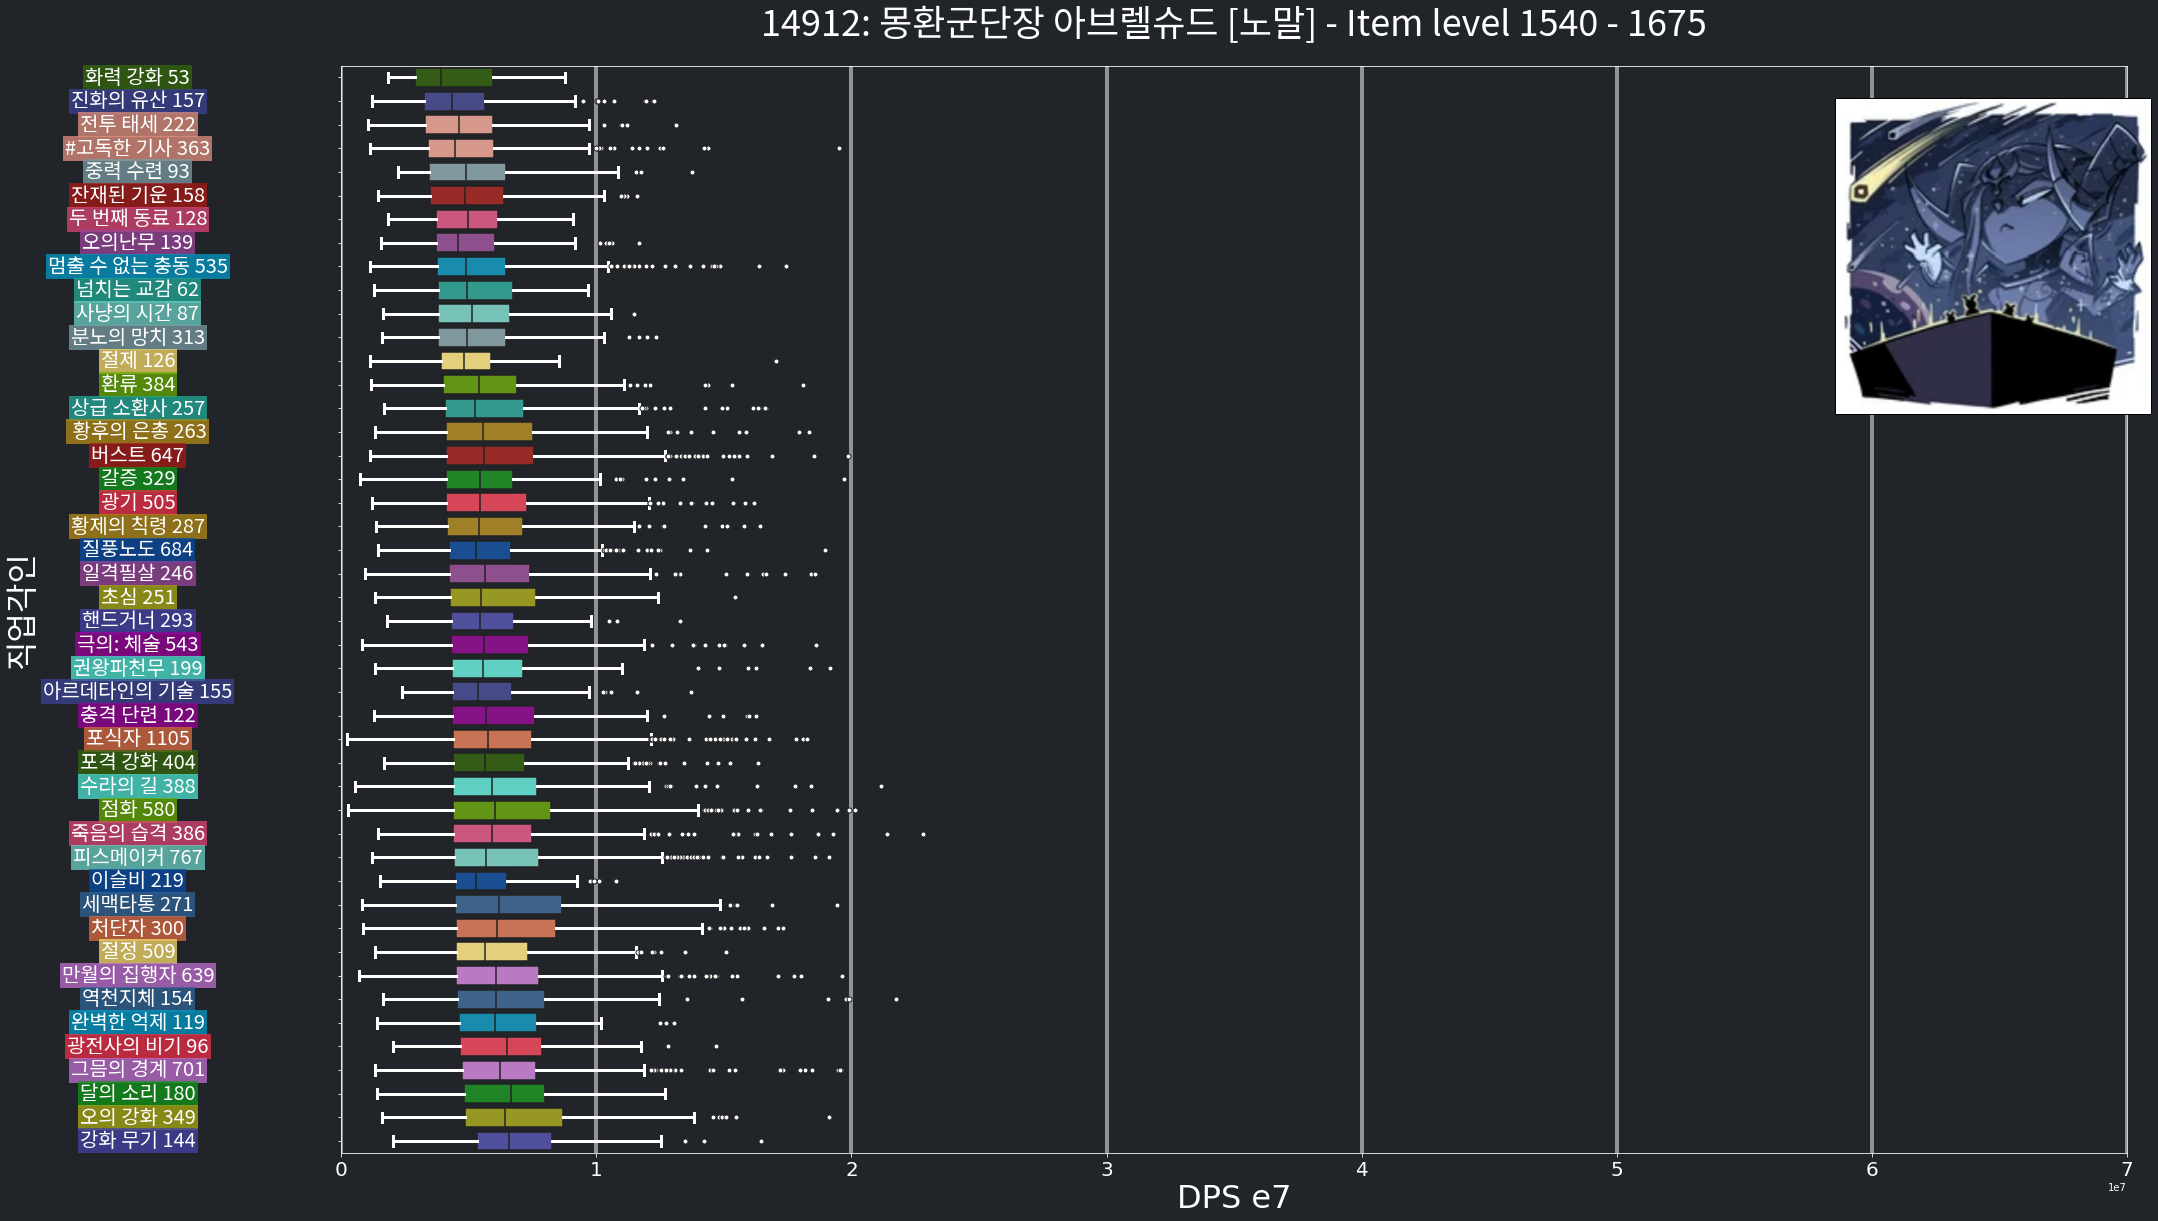 14912: 몽환군단장 아브렐슈드 [노말] - Item level 1540 - 1675
화력 강화 53
진화의 유산 157
전투 태세 222
#고독한 기사 363
중력 수련 93
잔재된 기운 158
두 번째 동료 128
오의난무 139
멈출 수 없는 충동 535
넘치는 교감 62
사냥의 시간 87
분노의 망치 313
절제 126
환류 384
상급 소환사 257
황후의 은총 263
버스트 647
갈증 329
광기 505
황제의 칙령 287
질풍노도 684
일격필살 246
초심 251
핸드거너 293
극의: 체술 543
권왕파천무 199
아르데타인의 기술 155
충격 단련 122
포식자 1105
포격 강화 404
수라의 길 388
점화 580
죽음의 습격 386
피스메이커 767
이슬비 219
세맥타통 271
처단자 300
절정 509
만월의 집행자 639
역천지체 154
완벽한 억제 119
광전사의 비기 96
그믐의 경계 701
달의 소리 180
오의 강화 349
강화 무기 144
직업각인
0 1 2 3 4 5 6 7
1e7
DPS e7